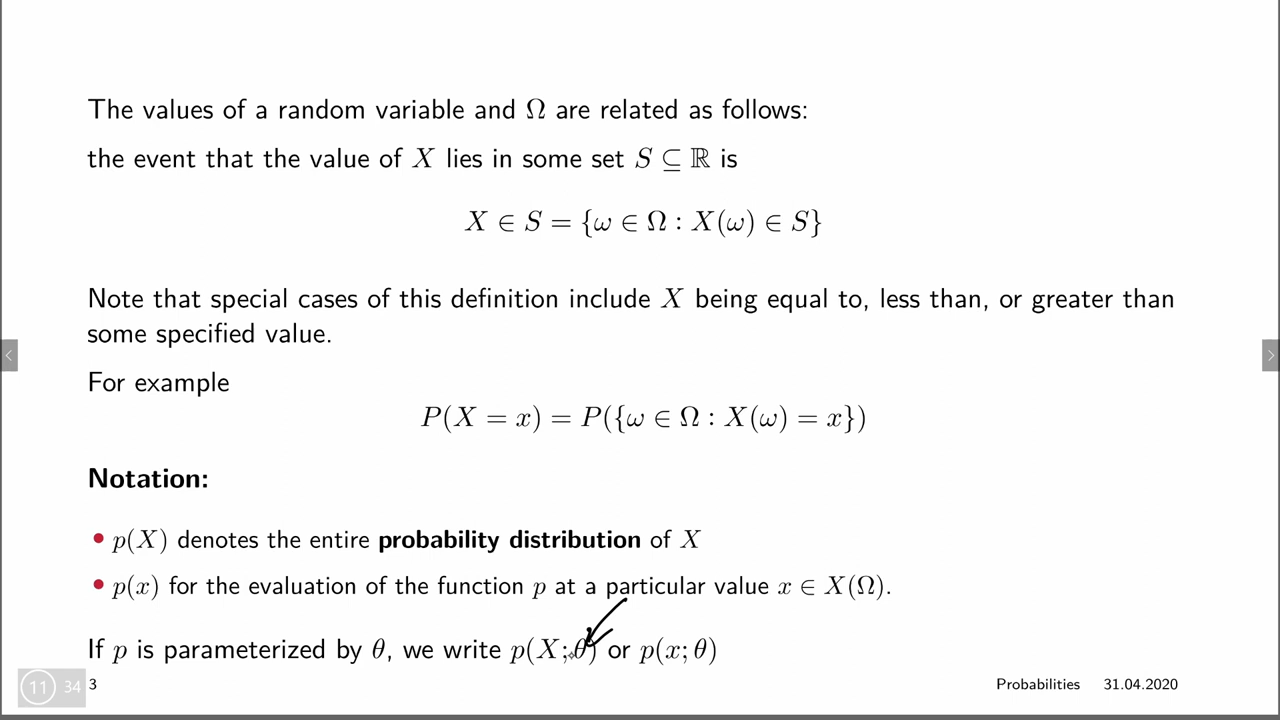 The values of a random variable and Ω are related as follows:
the event that the value of X lies in some set S ⊆ ℝ is
X ∈ S = {ω ∈ Ω : X(ω) ∈ S}
Note that special cases of this definition include X being equal to, less than, or greater than
some specified value.
For example
P(X = x) = P({ω ∈ Ω : X(ω) = x})
Notation:
• p(X) denotes the entire probability distribution of X
• p(x) for the evaluation of the function p at a particular value x ∈ X(Ω).
If p is parameterized by θ, we write p(X; θ) or p(x; θ)
11 34 3 Probabilities 31.04.2020